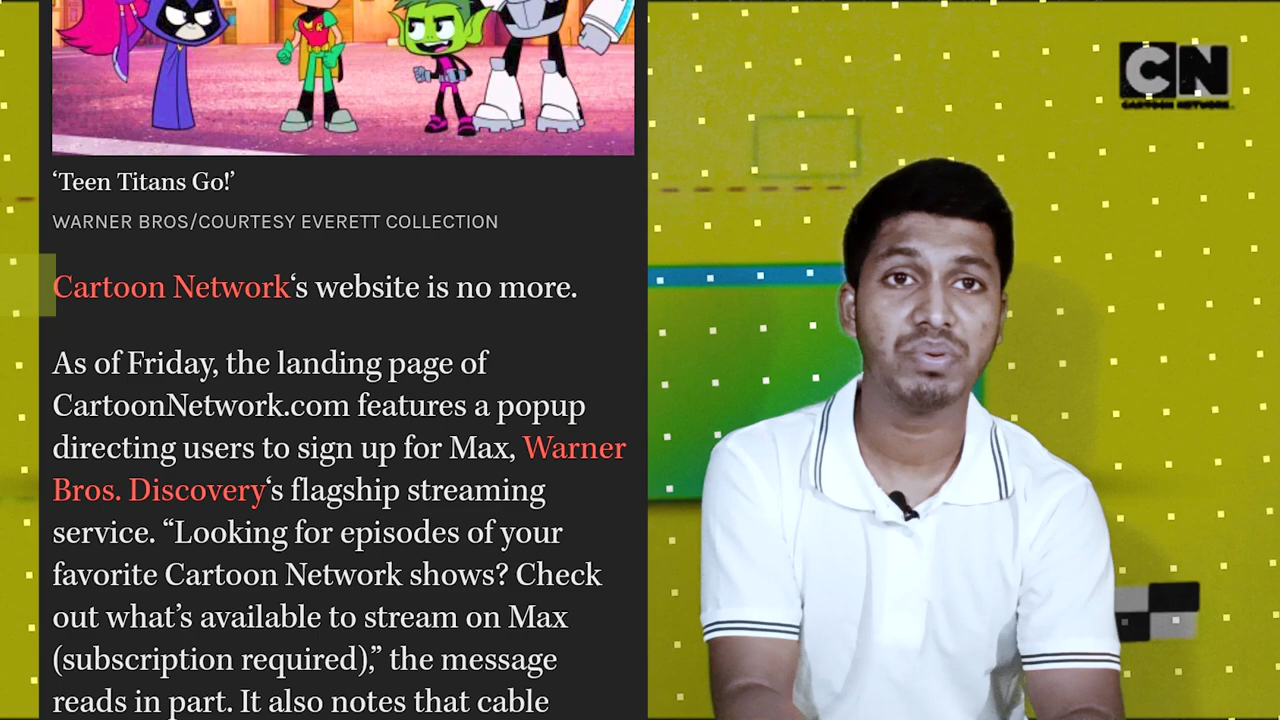 ‘Teen Titans Go!’
WARNER BROS/COURTESY EVERETT COLLECTION
Cartoon Network‘s website is no more.
As of Friday, the landing page of
CartoonNetwork.com features a popup
directing users to sign up for Max, Warner
Bros. Discovery‘s flagship streaming
service. “Looking for episodes of your
favorite Cartoon Network shows? Check
out what’s available to stream on Max
(subscription required),” the message
reads in part. It also notes that cable
CN
CARTOON NETWORK